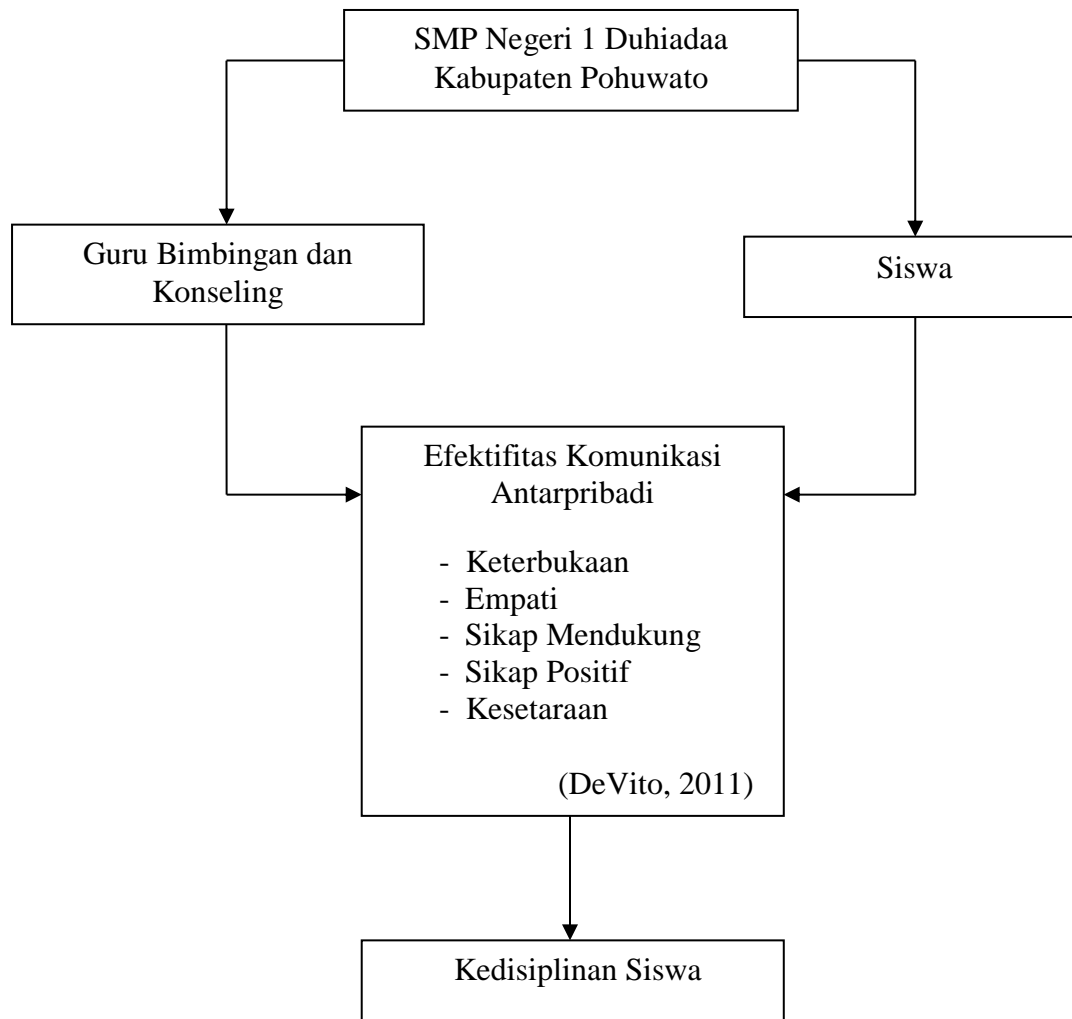 SMP Negeri 1 Duhiadaa
Kabupaten Pohuwato
Guru Bimbingan dan
Konseling
Siswa
Efektifitas Komunikasi
Antarpribadi
- Keterbukaan
- Empati
- Sikap Mendukung
- Sikap Positif
- Kesetaraan
(DeVito, 2011)
Kedisiplinan Siswa